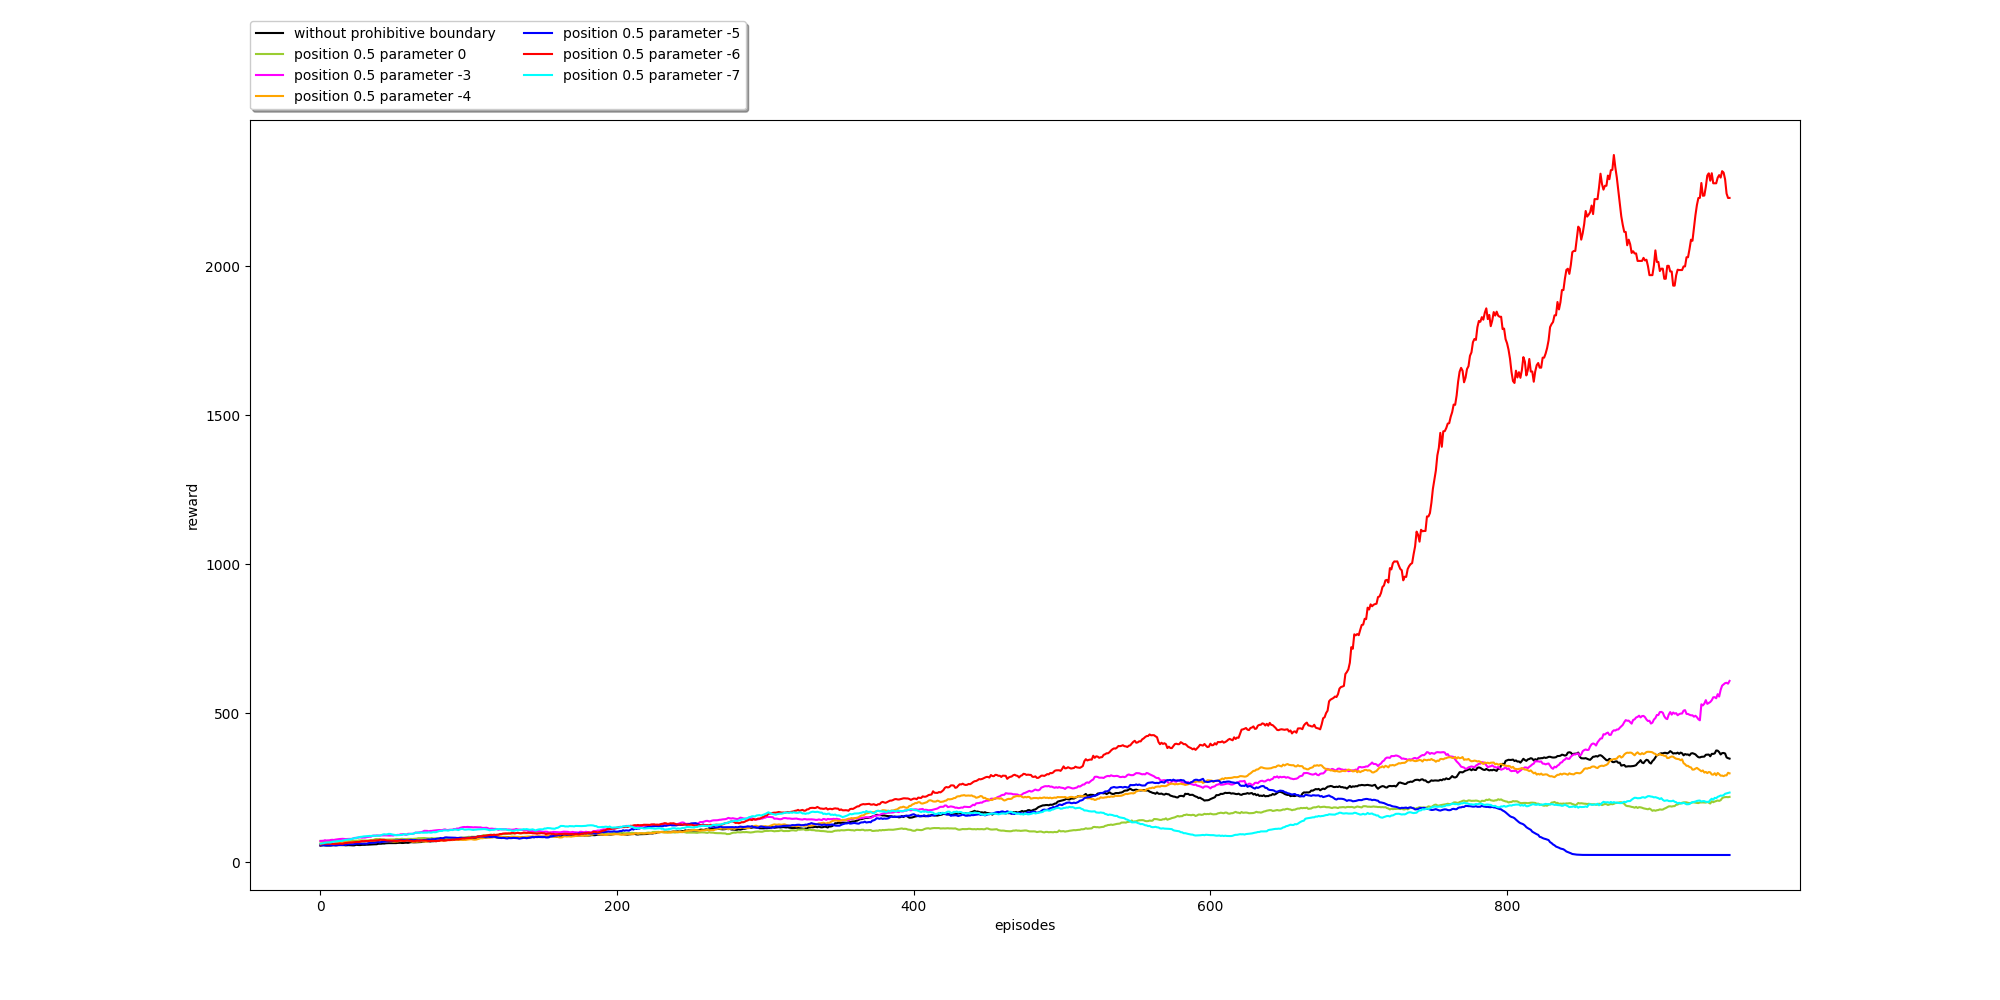 without prohibitive boundary
position 0.5 parameter 0
position 0.5 parameter -3
position 0.5 parameter -4
position 0.5 parameter -5
position 0.5 parameter -6
position 0.5 parameter -7
2000
1500
1000
500
0
reward
0 200 400 600 800
episodes